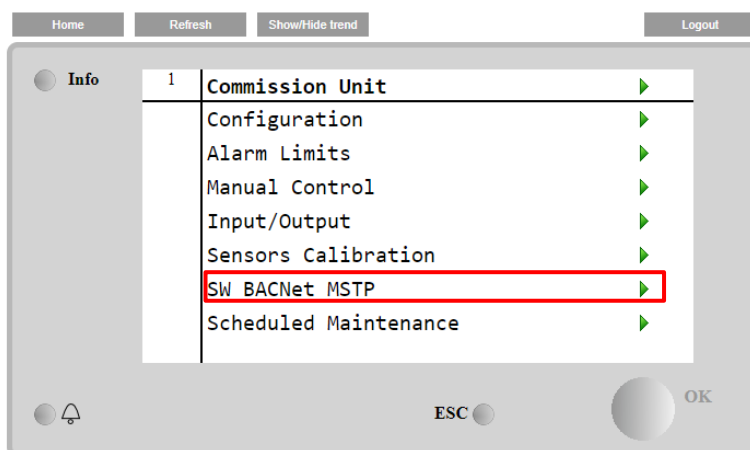 Home Refresh Show/Hide trend Logout
Info 1 Commission Unit
Configuration
Alarm Limits
Manual Control
Input/Output
Sensors Calibration
SW BACNet MSTP
Scheduled Maintenance
ESC OK